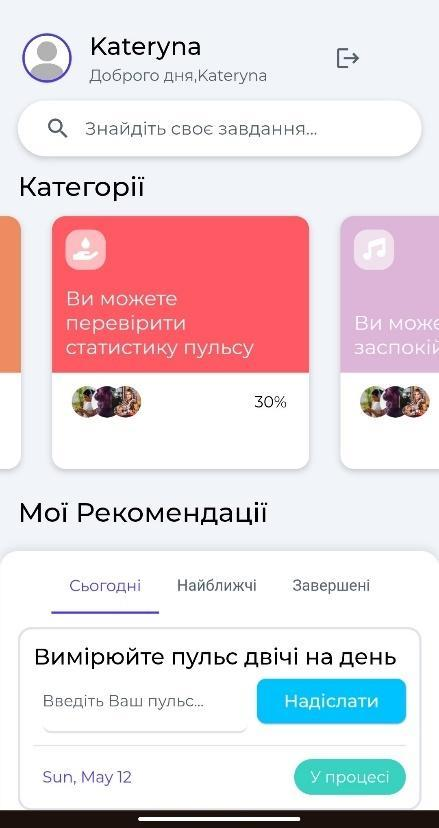 Kateryna
Доброго дня,Kateryna
Знайдіть своє завдання...
Категорії
Ви можете
перевірити
статистику пульсу
30%
Ви може
заспокій
Мої Рекомендації
Сьогодні
Найближчі
Завершені
Вимірюйте пульс двічі на день
Введіть Ваш пульс...
Надіслати
Sun, May 12
У процесі